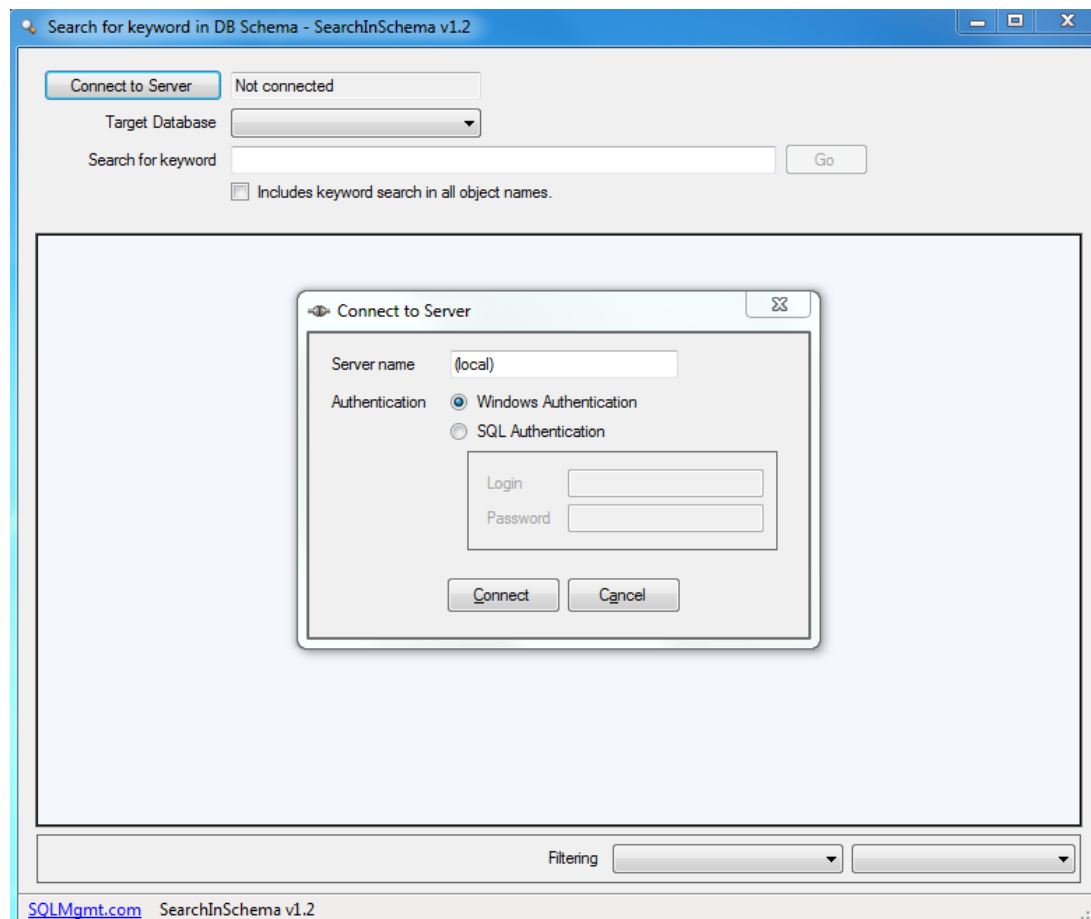 Search for keyword in DB Schema - SearchInSchema v1.2
Connect to Server Not connected
Target Database
Search for keyword Go
Includes keyword search in all object names.
Connect to Server
Server name (local)
Authentication Windows Authentication
SQL Authentication
Login
Password
Connect Cancel
Filtering
SQLMgmt.com SearchInSchema v1.2